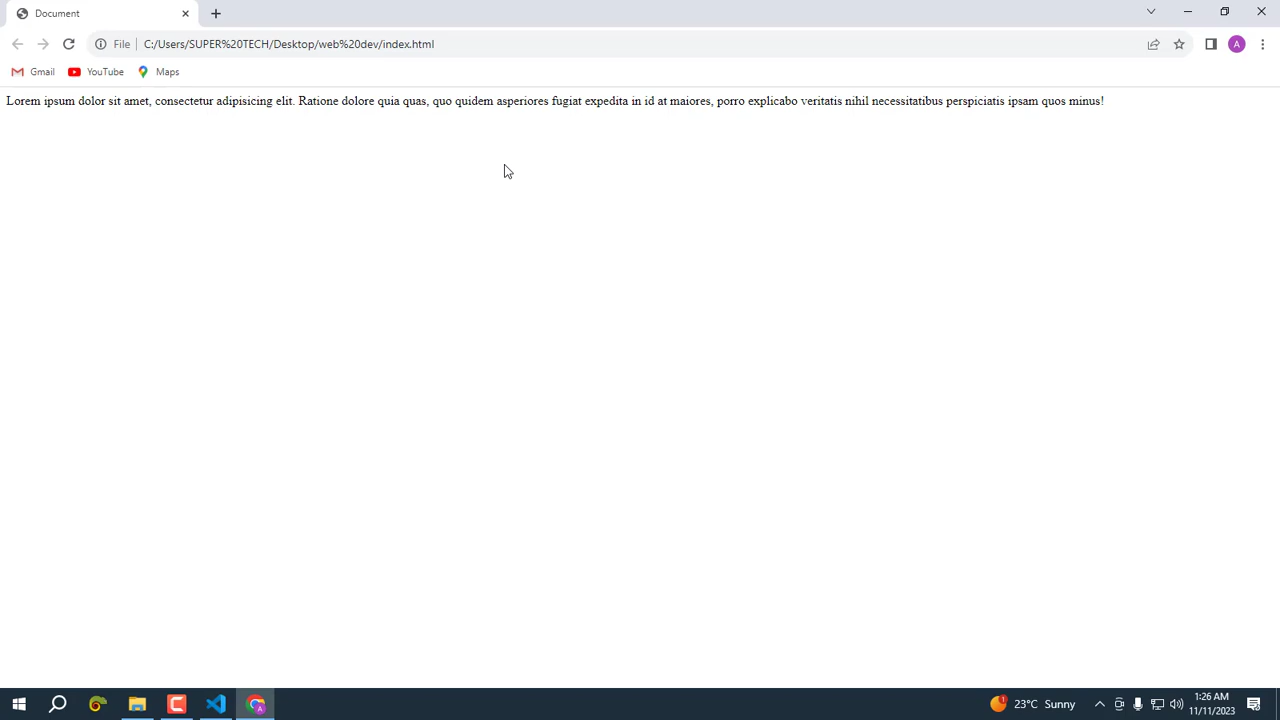 Document
File C:/Users/SUPER%20TECH/Desktop/web%20dev/index.html A
Gmail YouTube Maps
Lorem ipsum dolor sit amet, consectetur adipisicing elit. Ratione dolore quia quas, quo quidem asperiores fugiat expedita in id at maiores, porro explicabo veritatis nihil necessitatibus perspiciatis ipsam quos minus!
1 23°C Sunny 1:26 AM
11/11/2023